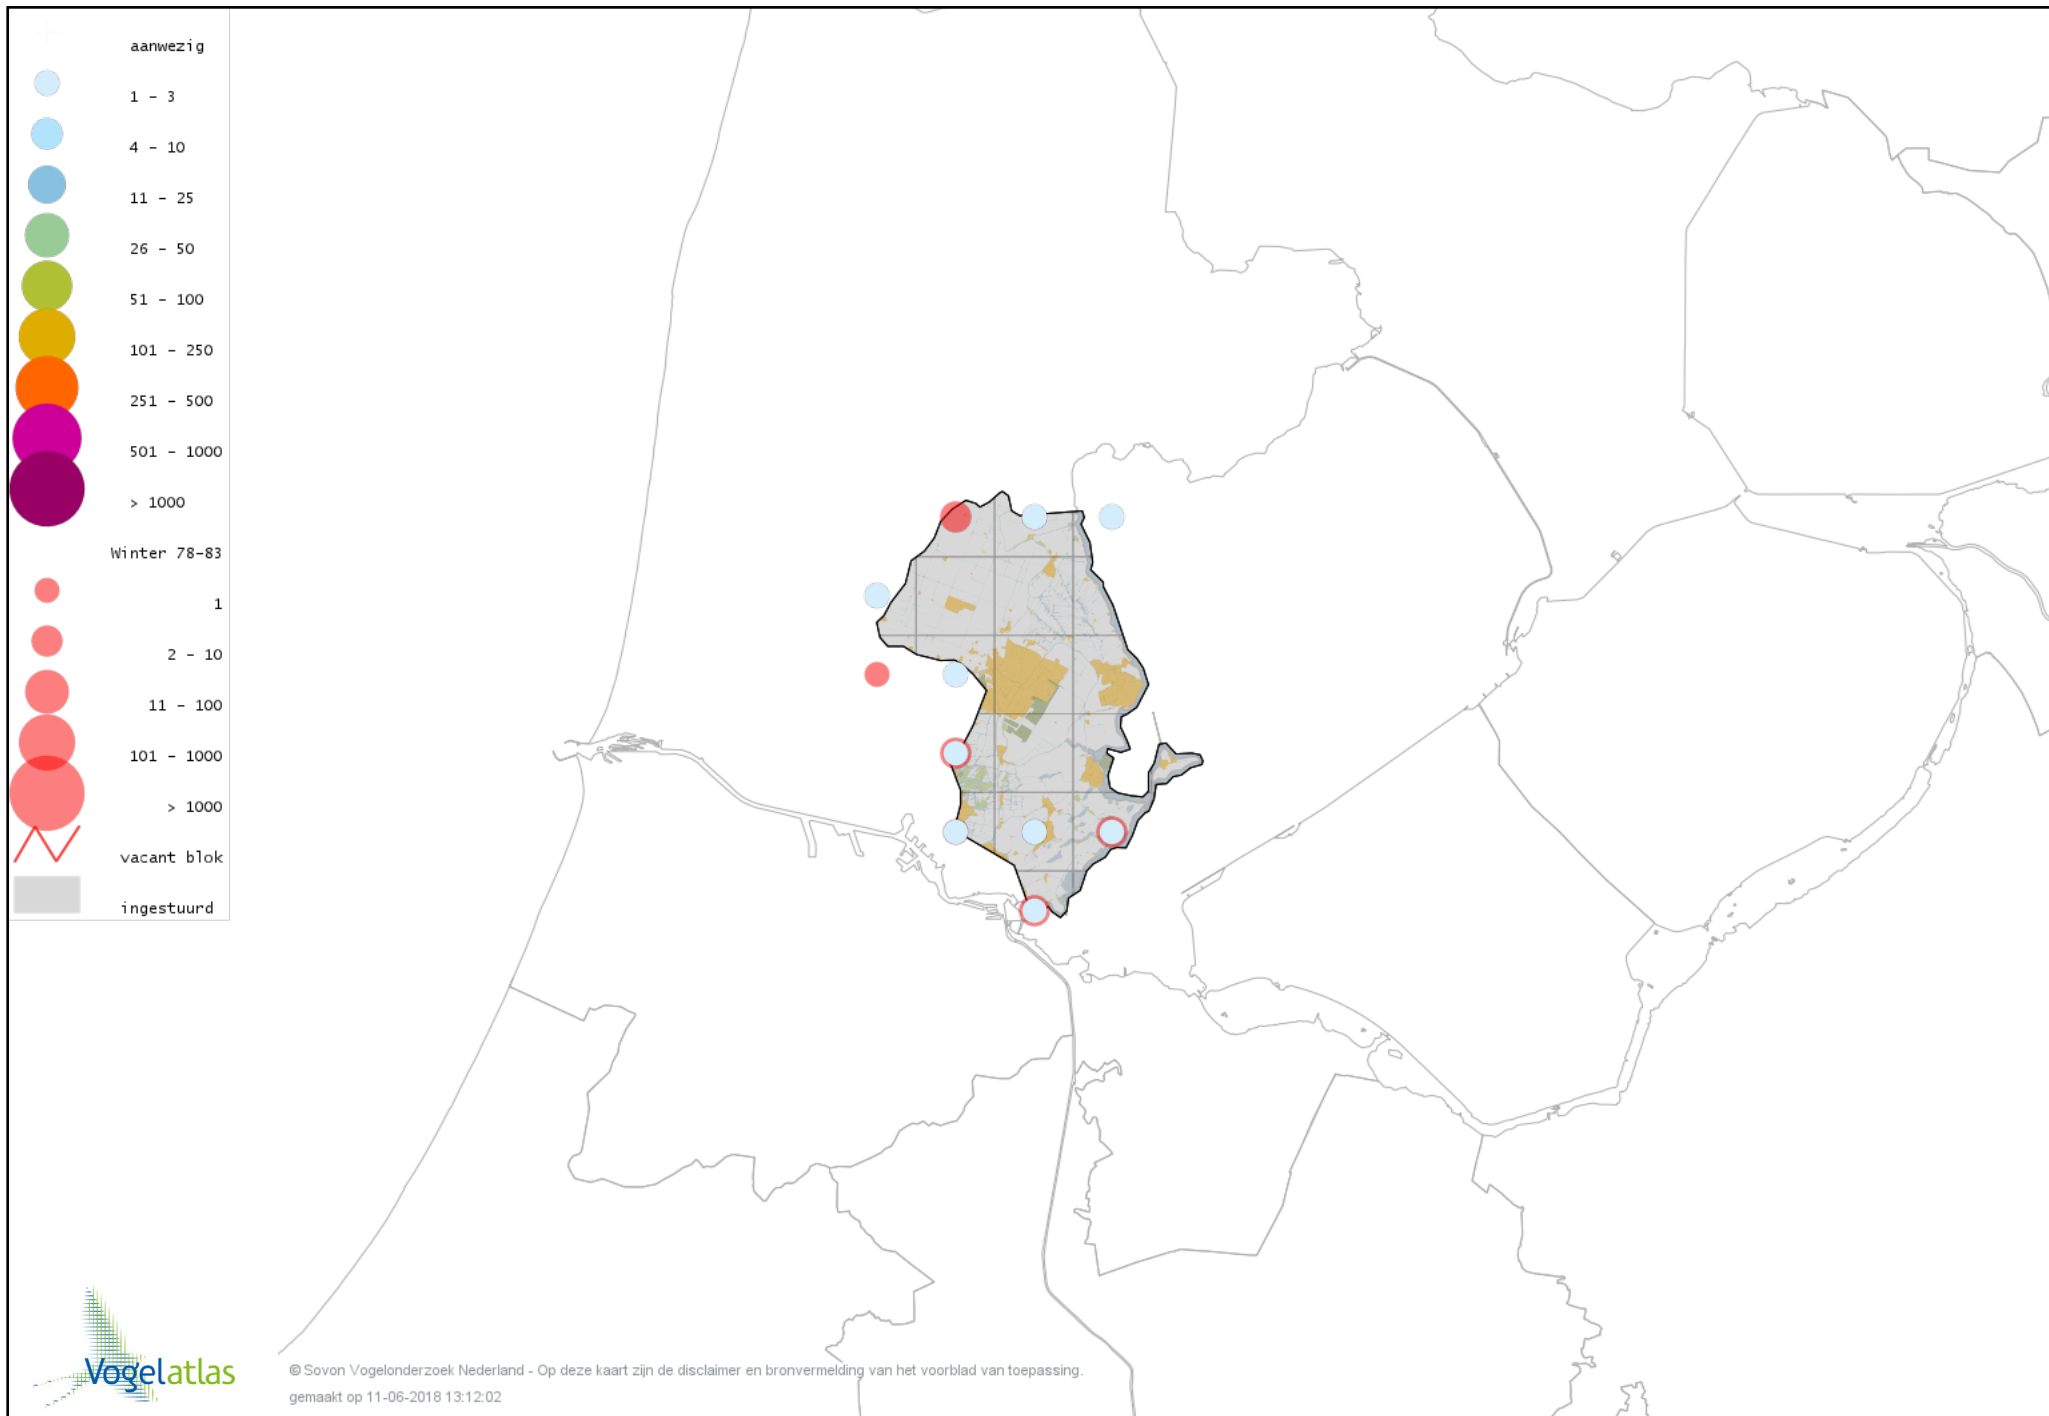 aanwezig
1 - 3
4 - 10
11 - 25
26 - 50
51 - 100
101 - 250
251 - 500
501 - 1000
> 1000
Winter 78-83
1
2 - 10
11 - 100
101 - 1000
> 1000
vacant blok
ingestuurd
Vogelatlas
© Sovon Vogelonderzoek Nederland - Op deze kaart zijn de disclaimer en bronvermelding van het voorblad van toepassing.
gemaakt op 11-06-2018 13:12:02